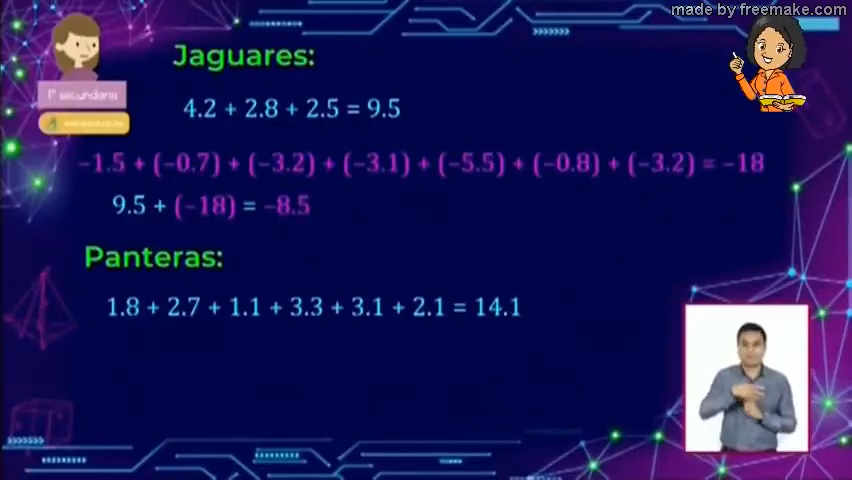 made by freemake.com
Jaguares:
1° secundaria
4.2 + 2.8 + 2.5 = 9.5
−1.5 + (−0.7) + (−3.2) + (−3.1) + (−5.5) + (−0.8) + (−3.2) = −18
9.5 + (−18) = −8.5
Panteras:
1.8 + 2.7 + 1.1 + 3.3 + 3.1 + 2.1 = 14.1